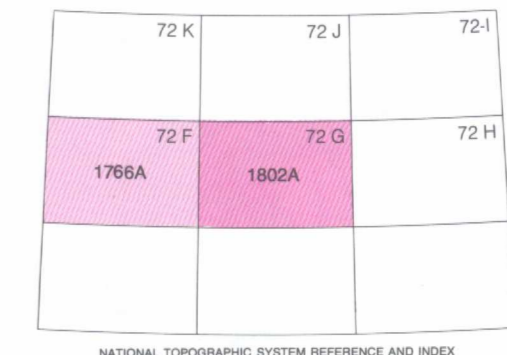 72 K
72 J
72-I
72 F
72 G
72 H
1766A
1802A
NATIONAL TOPOGRAPHIC SYSTEM REFERENCE AND INDEX